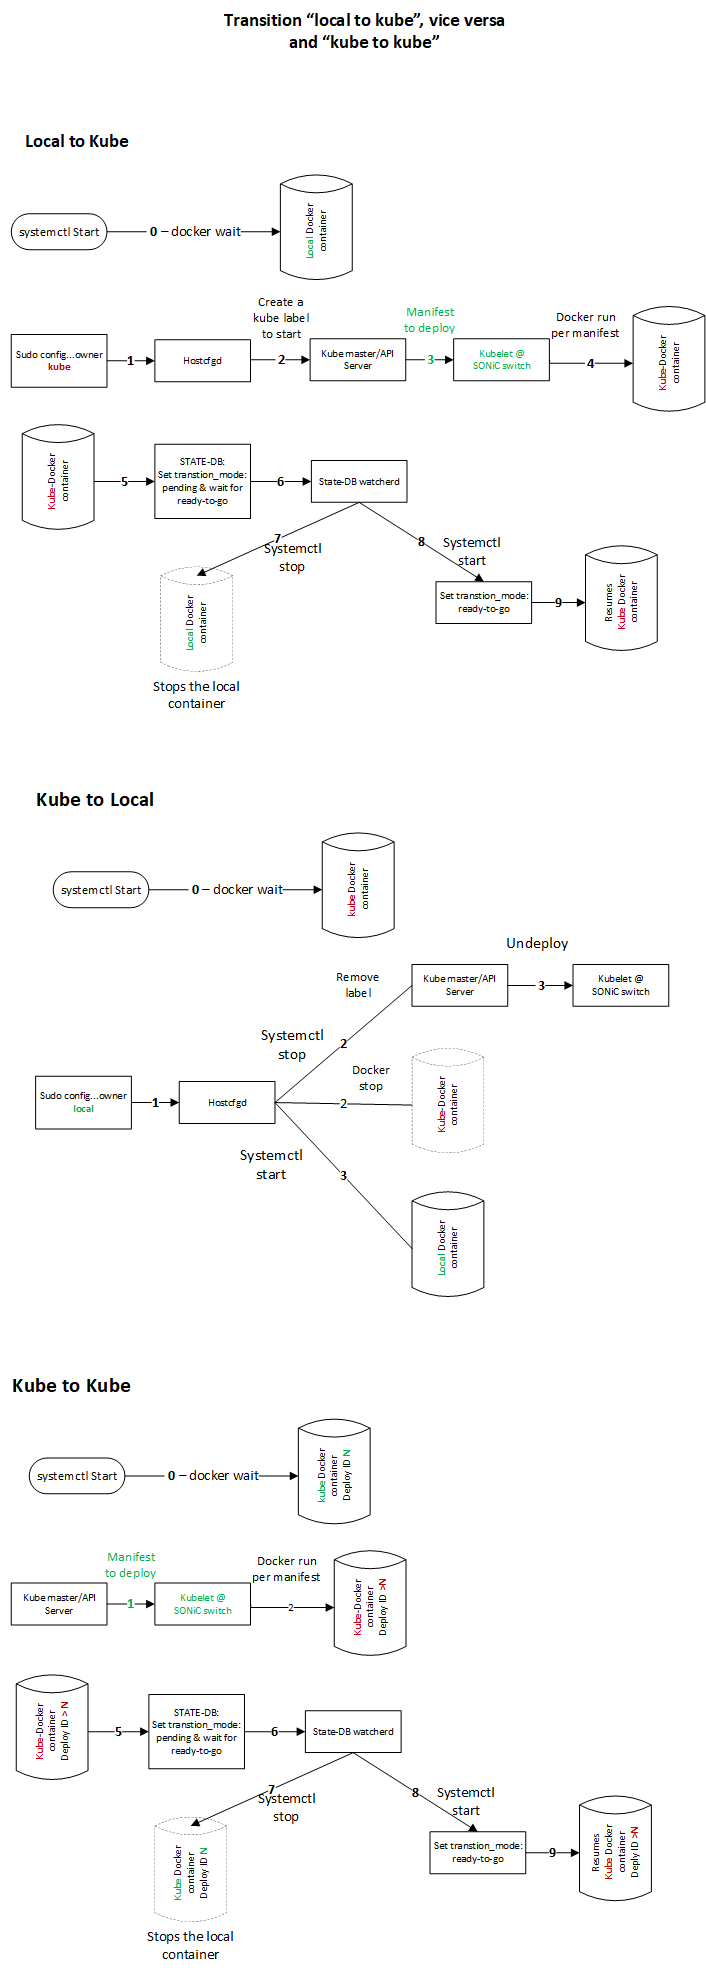 Transition “local to kube”, vice versa
and “kube to kube”
Local to Kube
systemctl Start
0 – docker wait
Local Docker
container
Sudo config...owner
kube
1
Hostcfgd
Create a
kube label
to start
2
Kube master/API
Server
Manifest
to deploy
3
Kubelet @
SONiC switch
Docker run
per manifest
4
Kube-Docker
container
Kube-Docker
container
5
STATE-DB:
Set transtion_mode:
pending & wait for
ready-to-go
6
State-DB watcherd
7
Systemctl
stop
8
Systemctl
start
Local Docker
container
Stops the local
container
Set transtion_mode:
ready-to-go
9
Resumes
Kube Docker
container
Kube to Local
systemctl Start
0 – docker wait
kube Docker
container
Undeploy
Remove
label
Kube master/API
Server
3
Kubelet @
SONiC switch
Systemctl
stop
2
Docker
stop
Sudo config...owner
local
1
Hostcfgd
2
Kube-Docker
container
Systemctl
start
3
Local Docker
container
Kube to Kube
systemctl Start
0 – docker wait
kube Docker
container
Deploy ID N
Kube master/API
Server
Manifest
to deploy
1
Kubelet @
SONiC switch
Docker run
per manifest
2
Kube-Docker
container
Deploy ID >N
Kube-Docker
container
Deploy ID > N
5
STATE-DB:
Set transtion_mode:
pending & wait for
ready-to-go
6
State-DB watcherd
7
Systemctl
stop
8
Systemctl
start
Kube Docker
container
Deploy ID N
Stops the local
container
Set transtion_mode:
ready-to-go
9
Resumes
Kube Docker
container
Deply ID >N